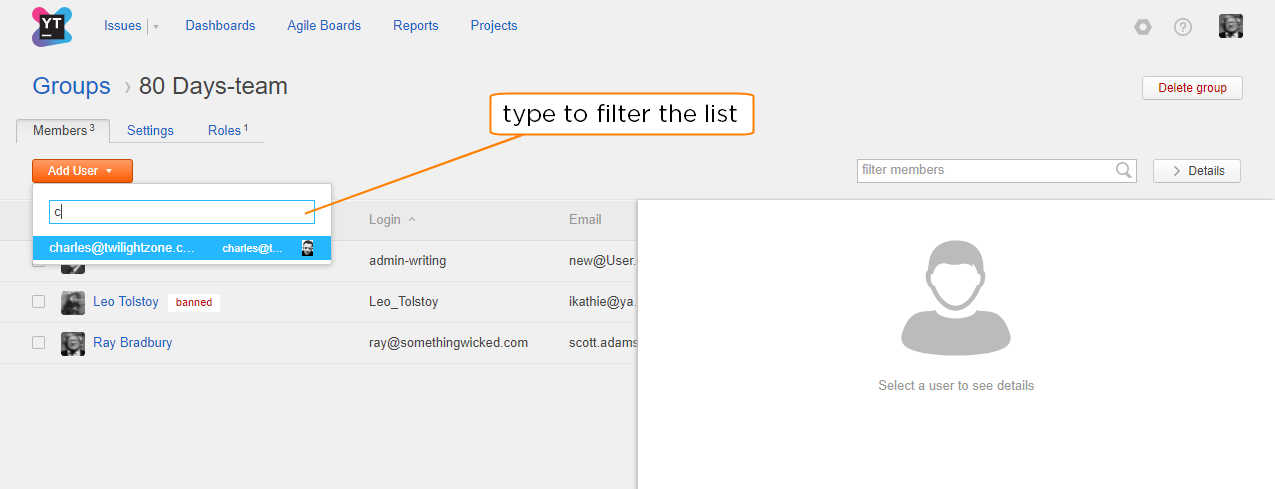 YT
Issues Dashboards Agile Boards Reports Projects
Groups › 80 Days-team
Delete group
type to filter the list
Members 3 Settings Roles 1
Add User
filter members
Details
c
Login Email
charles@twilightzone.c... charles@t...
admin-writing new@User.
Leo Tolstoy banned Leo_Tolstoy ikathie@ya.
Ray Bradbury ray@somethingwicked.com scott.adams
Select a user to see details